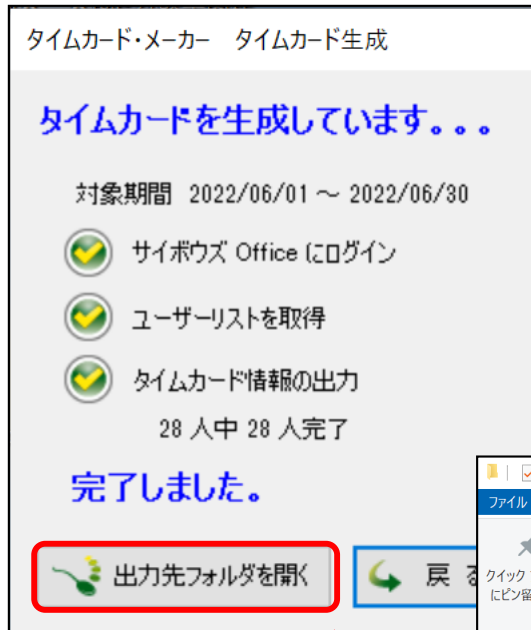 タイムカード・メーカー　タイムカード生成
タイムカードを生成しています。。。
対象期間 2022/06/01 ～ 2022/06/30
サイボウズ Office にログイン
ユーザーリストを取得
タイムカード情報の出力
28 人中 28 人完了
完了しました。
出力先フォルダを開く
戻る
ファイル
クイック
にピン留